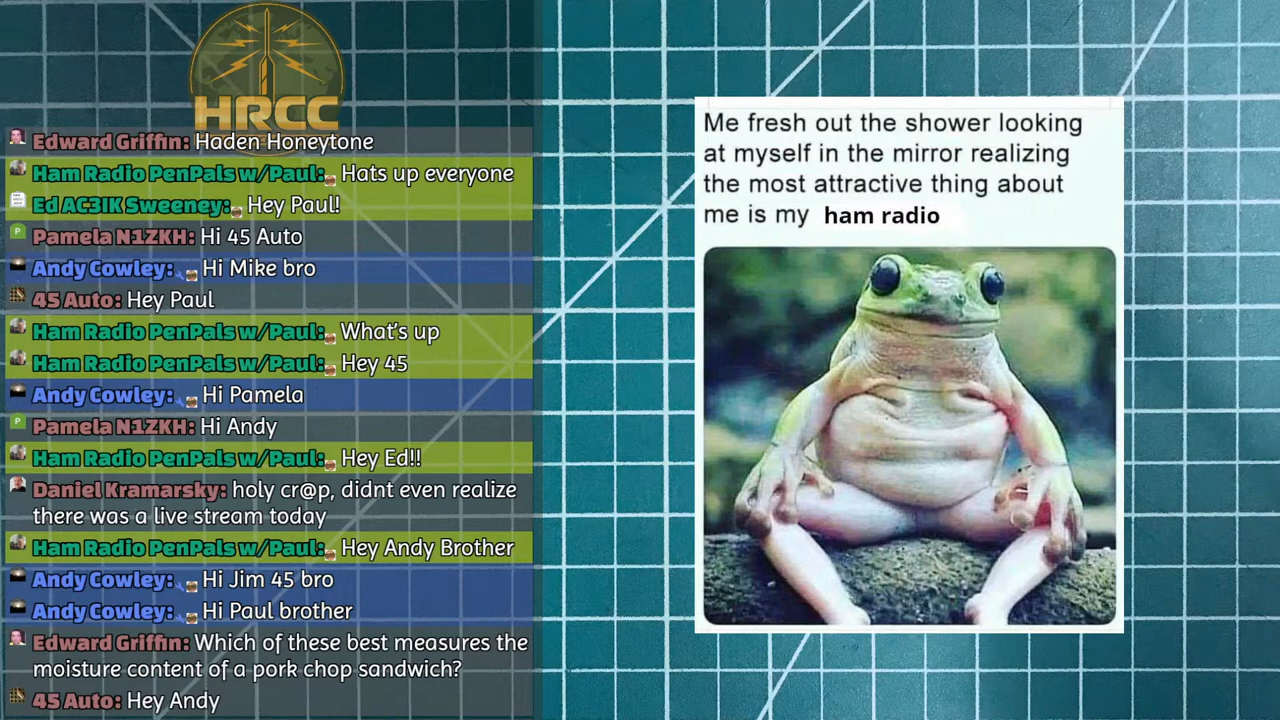 HRCC
Edward Griffin: Haden Honeytone
Ham Radio PenPals w/Paul: Hats up everyone
Ed AC3IK Sweeney: Hey Paul!
Pamela N1ZKH: Hi 45 Auto
Andy Cowley: Hi Mike bro
45 Auto: Hey Paul
Ham Radio PenPals w/Paul: What's up
Ham Radio PenPals w/Paul: Hey 45
Andy Cowley: Hi Pamela
Pamela N1ZKH: Hi Andy
Ham Radio PenPals w/Paul: Hey Ed!!
Daniel Kramarsky: holy cr@p, didnt even realize
there was a live stream today
Ham Radio PenPals w/Paul: Hey Andy Brother
Andy Cowley: Hi Jim 45 bro
Andy Cowley: Hi Paul brother
Edward Griffin: Which of these best measures the
moisture content of a pork chop sandwich?
45 Auto: Hey Andy
Me fresh out the shower looking
at myself in the mirror realizing
the most attractive thing about
me is my ham radio